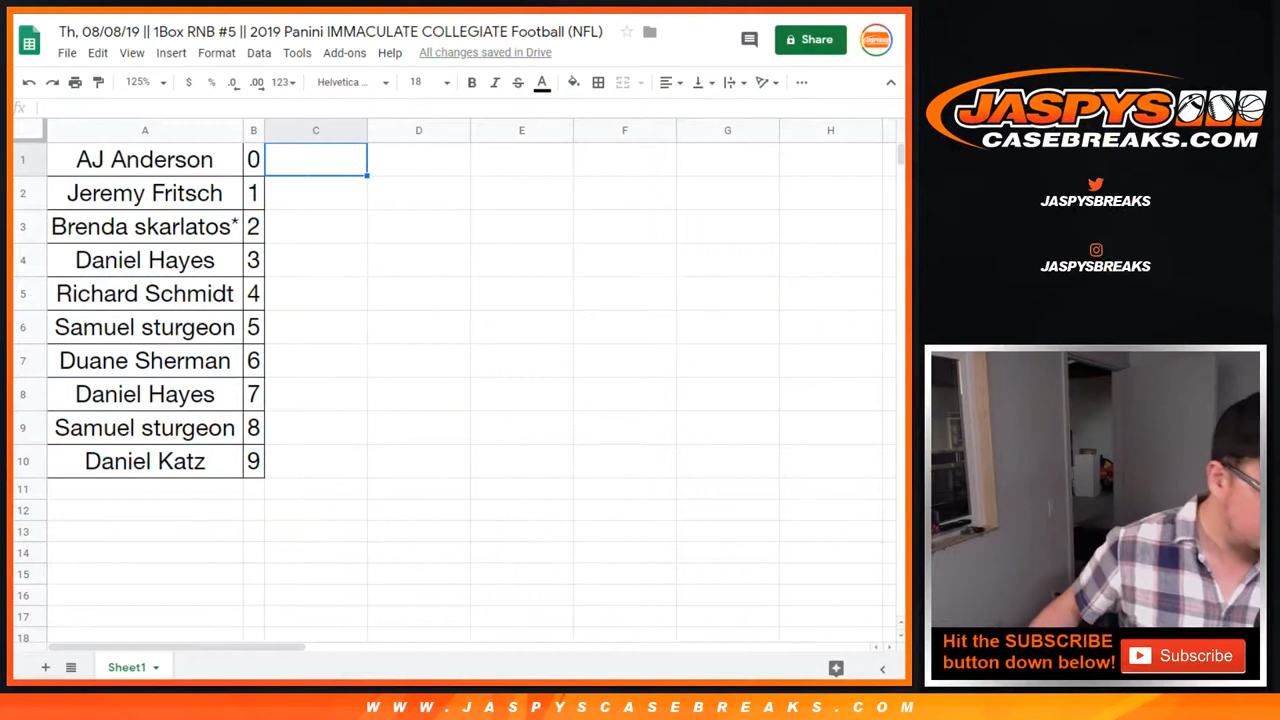 Th, 08/08/19 || 1Box RNB #5 || 2019 Panini IMMACULATE COLLEGIATE Football (NFL)
File Edit View Insert Format Data Tools Add-ons Help All changes saved in Drive
Share
125% $ % .0 .00 123 Helvetica ... 18 B I S A
fx
A B C D E F G H
1 AJ Anderson 0
2 Jeremy Fritsch 1
3 Brenda skarlatos* 2
4 Daniel Hayes 3
5 Richard Schmidt 4
6 Samuel sturgeon 5
7 Duane Sherman 6
8 Daniel Hayes 7
9 Samuel sturgeon 8
10 Daniel Katz 9
11
12
13
14
15
16
17
18
Sheet1
JASPYS
CASEBREAKS.COM
JASPYSBREAKS
JASPYSBREAKS
Hit the SUBSCRIBE
button down below!
Subscribe
WWW.JASPYSCASEBREAKS.COM